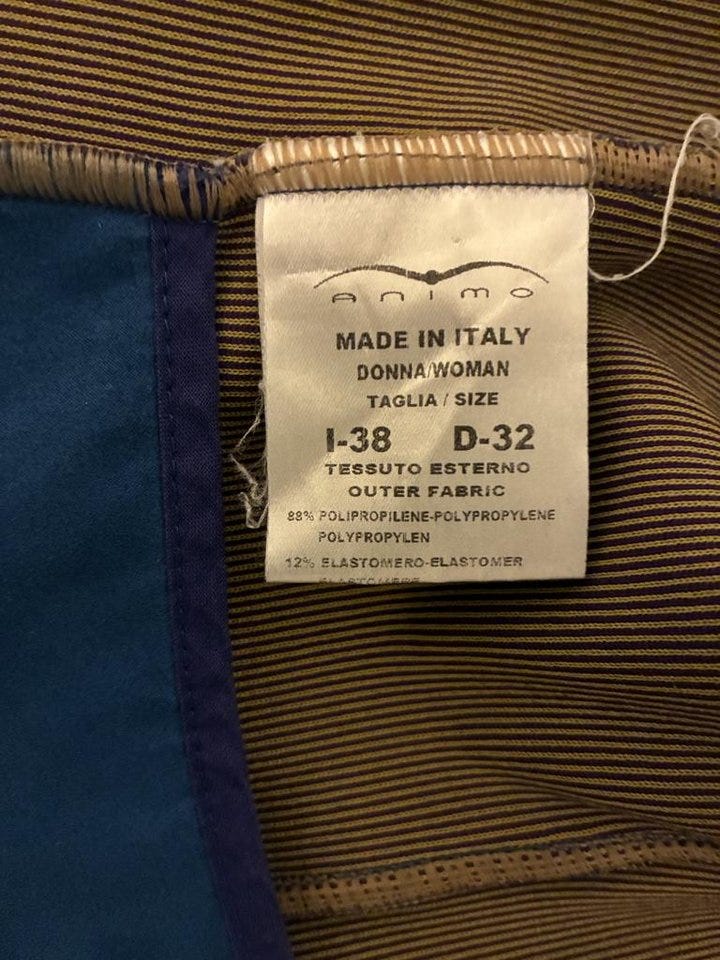 animo
MADE IN ITALY
DONNA/WOMAN
TAGLIA / SIZE
I-38 D-32
TESSUTO ESTERNO
OUTER FABRIC
88% POLIPROPILENE-POLYPROPYLENE
POLYPROPYLEN
12% ELASTOMERO-ELASTOMER